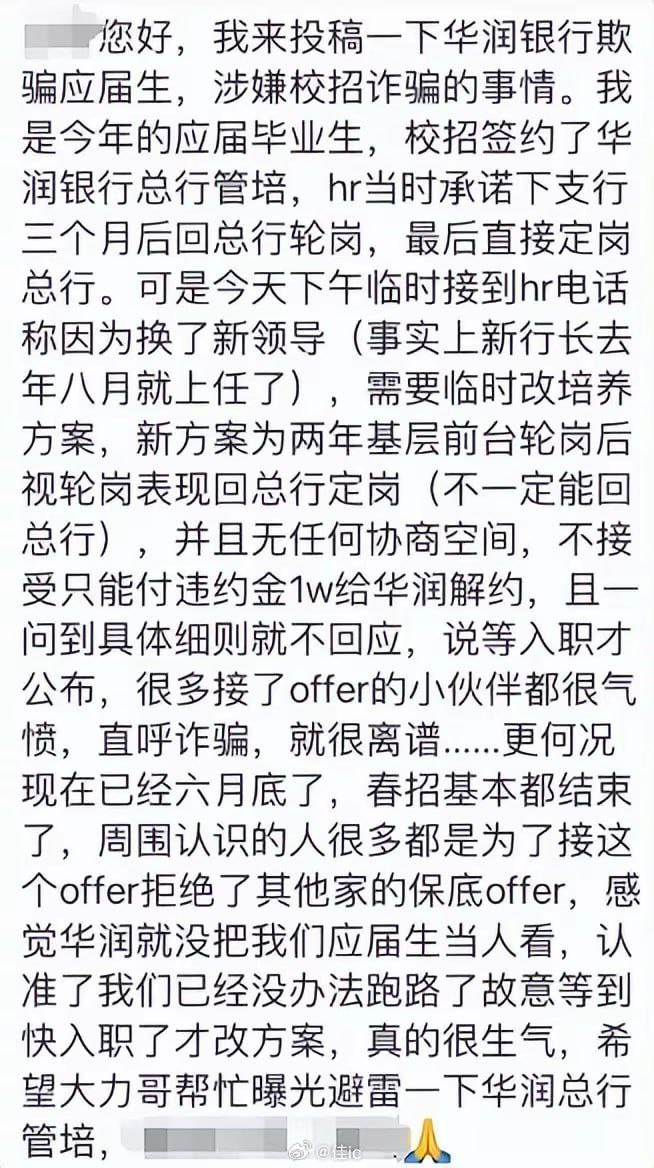 您好，我来投稿一下华润银行欺
骗应届生，涉嫌校招诈骗的事情。我
是今年的应届毕业生，校招签约了华
润银行总行管培，hr当时承诺下支行
三个月后回总行轮岗，最后直接定岗
总行。可是今天下午临时接到hr电话
称因为换了新领导（事实上新行长去
年八月就上任了），需要临时改培养
方案，新方案为两年基层前台轮岗后
视轮岗表现回总行定岗（不一定能回
总行），并且无任何协商空间，不接
受只能付违约金1w给华润解约，且一
问到具体细则就不回应，说等入职才
公布，很多接了offer的小伙伴都很气
愤，直呼诈骗，就很离谱......更何况
现在已经六月底了，春招基本都结束
了，周围认识的人很多都是为了接这
个offer拒绝了其他家的保底offer，感
觉华润就没把我们应届生当人看，认
准了我们已经没办法跑路了故意等到
快入职了才改方案，真的很生气，希
望大力哥帮忙曝光避雷一下华润总行
管培，🙏
@佳ic